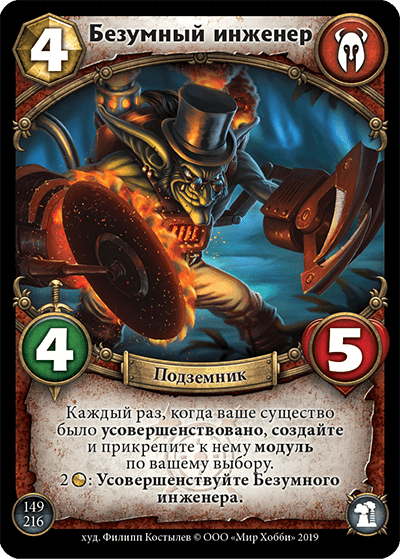 4 Безумный инженер
4 Подземник 5
Каждый раз, когда ваше существо
было усовершенствовано, создайте
и прикрепите к нему модуль
по вашему выбору.
2 : Усовершенствуйте Безумного
инженера.
149
216
худ. Филипп Костылев © ООО «Мир Хобби» 2019